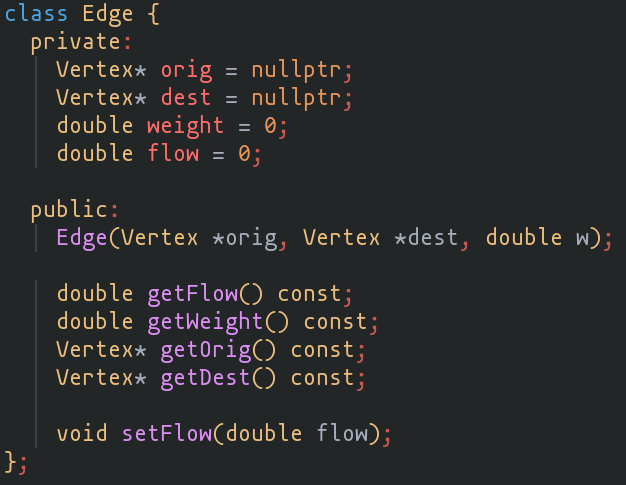 class Edge {
  private:
    Vertex* orig = nullptr;
    Vertex* dest = nullptr;
    double weight = 0;
    double flow = 0;

  public:
    Edge(Vertex *orig, Vertex *dest, double w);

    double getFlow() const;
    double getWeight() const;
    Vertex* getOrig() const;
    Vertex* getDest() const;

    void setFlow(double flow);
};